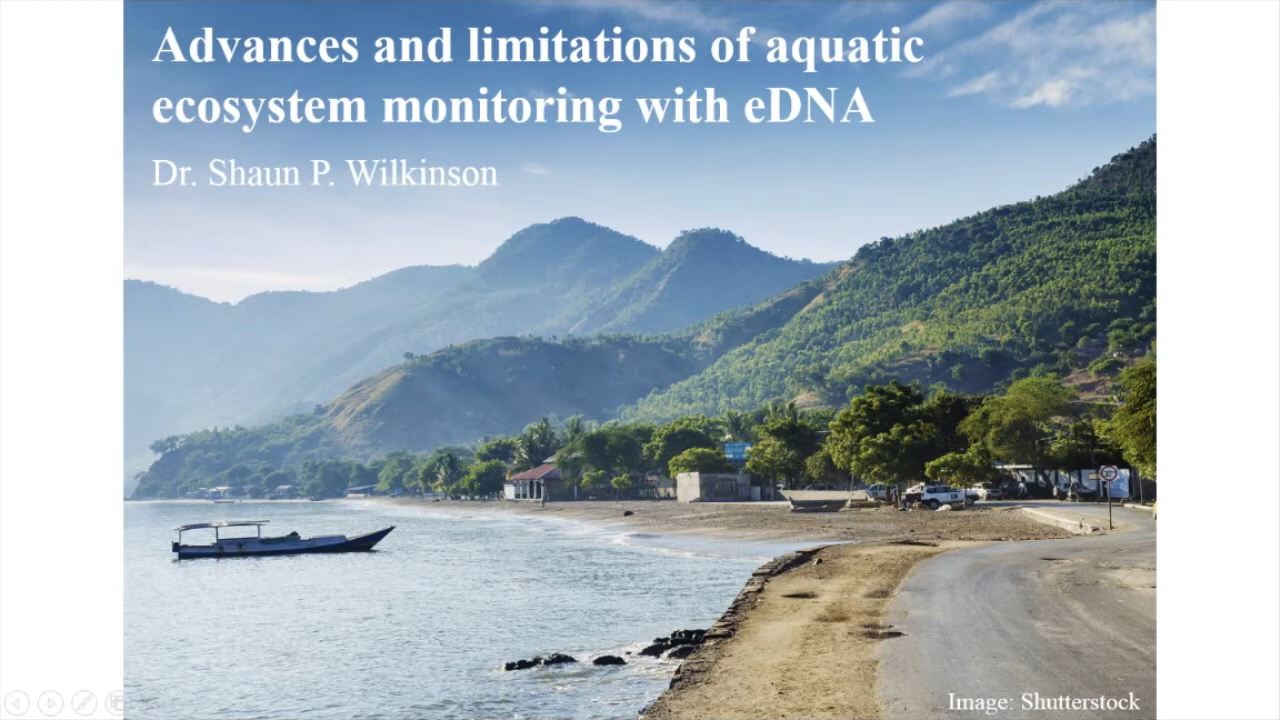 Advances and limitations of aquatic
ecosystem monitoring with eDNA
Dr. Shaun P. Wilkinson
Image: Shutterstock